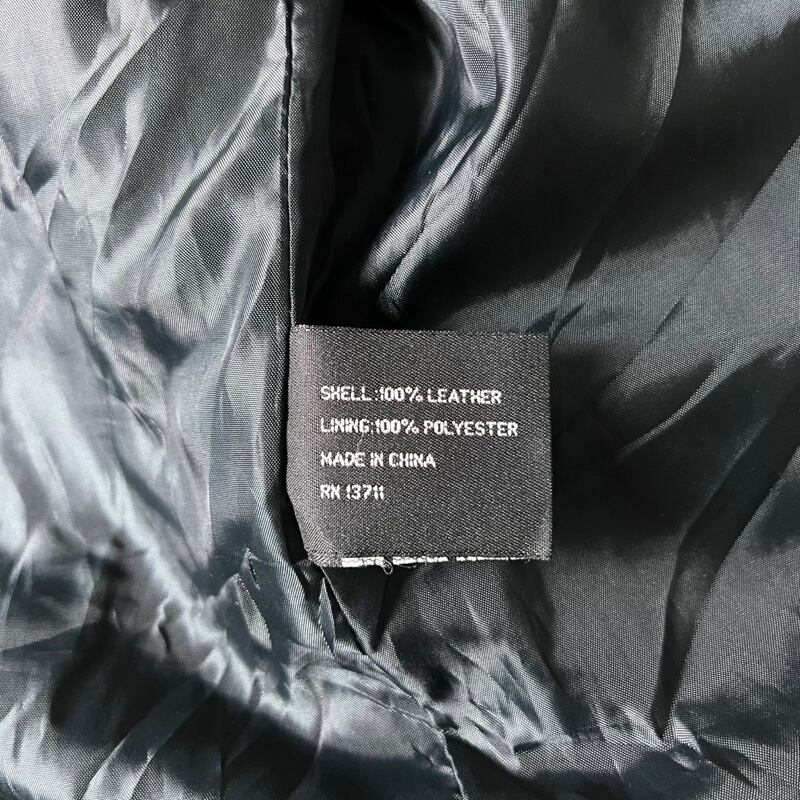 SHELL:100% LEATHER
LINING:100% POLYESTER
MADE IN CHINA
RN 13711